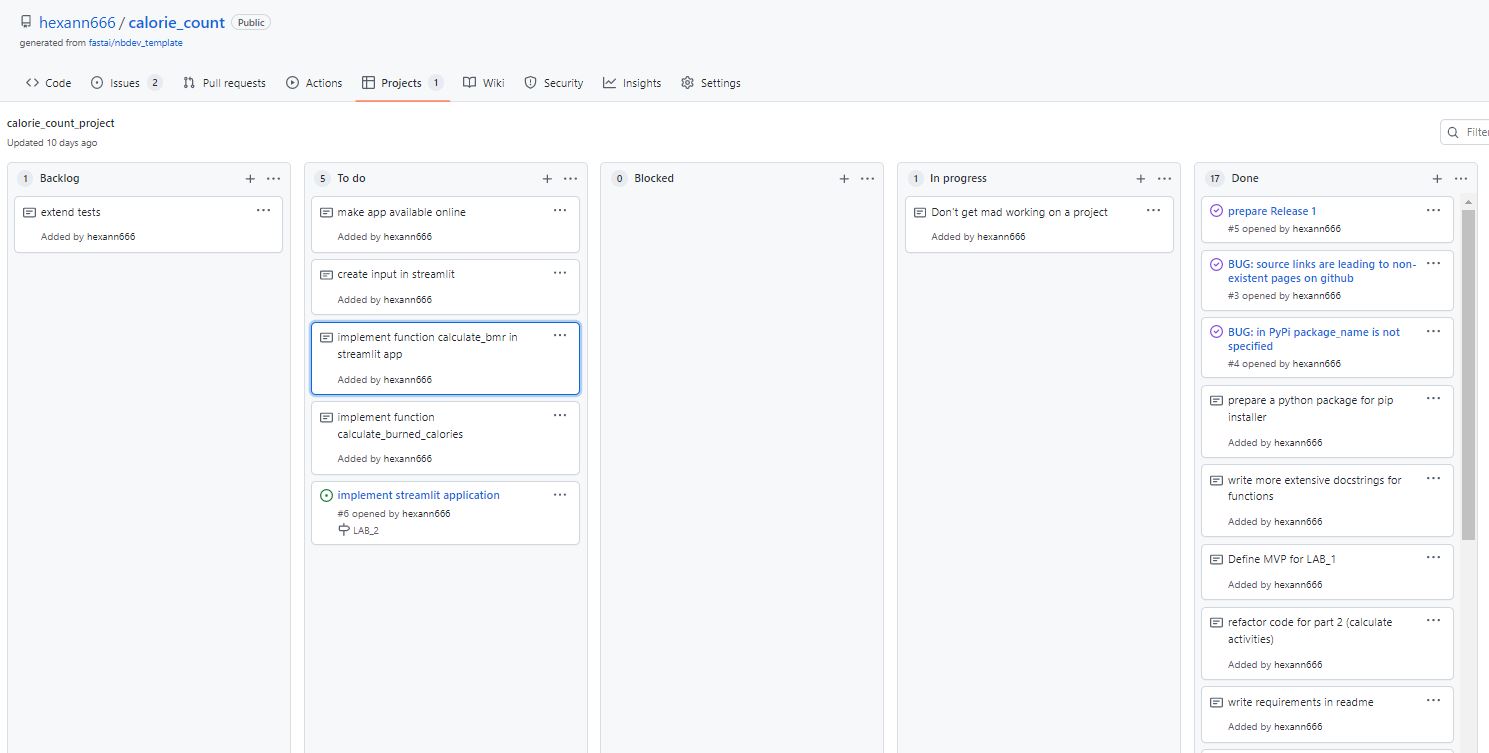 hexann666 / calorie_count Public
generated from fastai/nbdev_template
Code Issues 2 Pull requests Actions Projects 1 Wiki Security Insights Settings
calorie_count_project
Updated 10 days ago
Filte
1 Backlog
extend tests
Added by hexann666
5 To do
make app available online
Added by hexann666
create input in streamlit
Added by hexann666
implement function calculate_bmr in
streamlit app
Added by hexann666
implement function
calculate_burned_calories
Added by hexann666
implement streamlit application
#6 opened by hexann666
LAB_2
0 Blocked
1 In progress
Don't get mad working on a project
Added by hexann666
17 Done
prepare Release 1
#5 opened by hexann666
BUG: source links are leading to non-
existent pages on github
#3 opened by hexann666
BUG: in PyPi package_name is not
specified
#4 opened by hexann666
prepare a python package for pip
installer
Added by hexann666
write more extensive docstrings for
functions
Added by hexann666
Define MVP for LAB_1
Added by hexann666
refactor code for part 2 (calculate
activities)
Added by hexann666
write requirements in readme
Added by hexann666